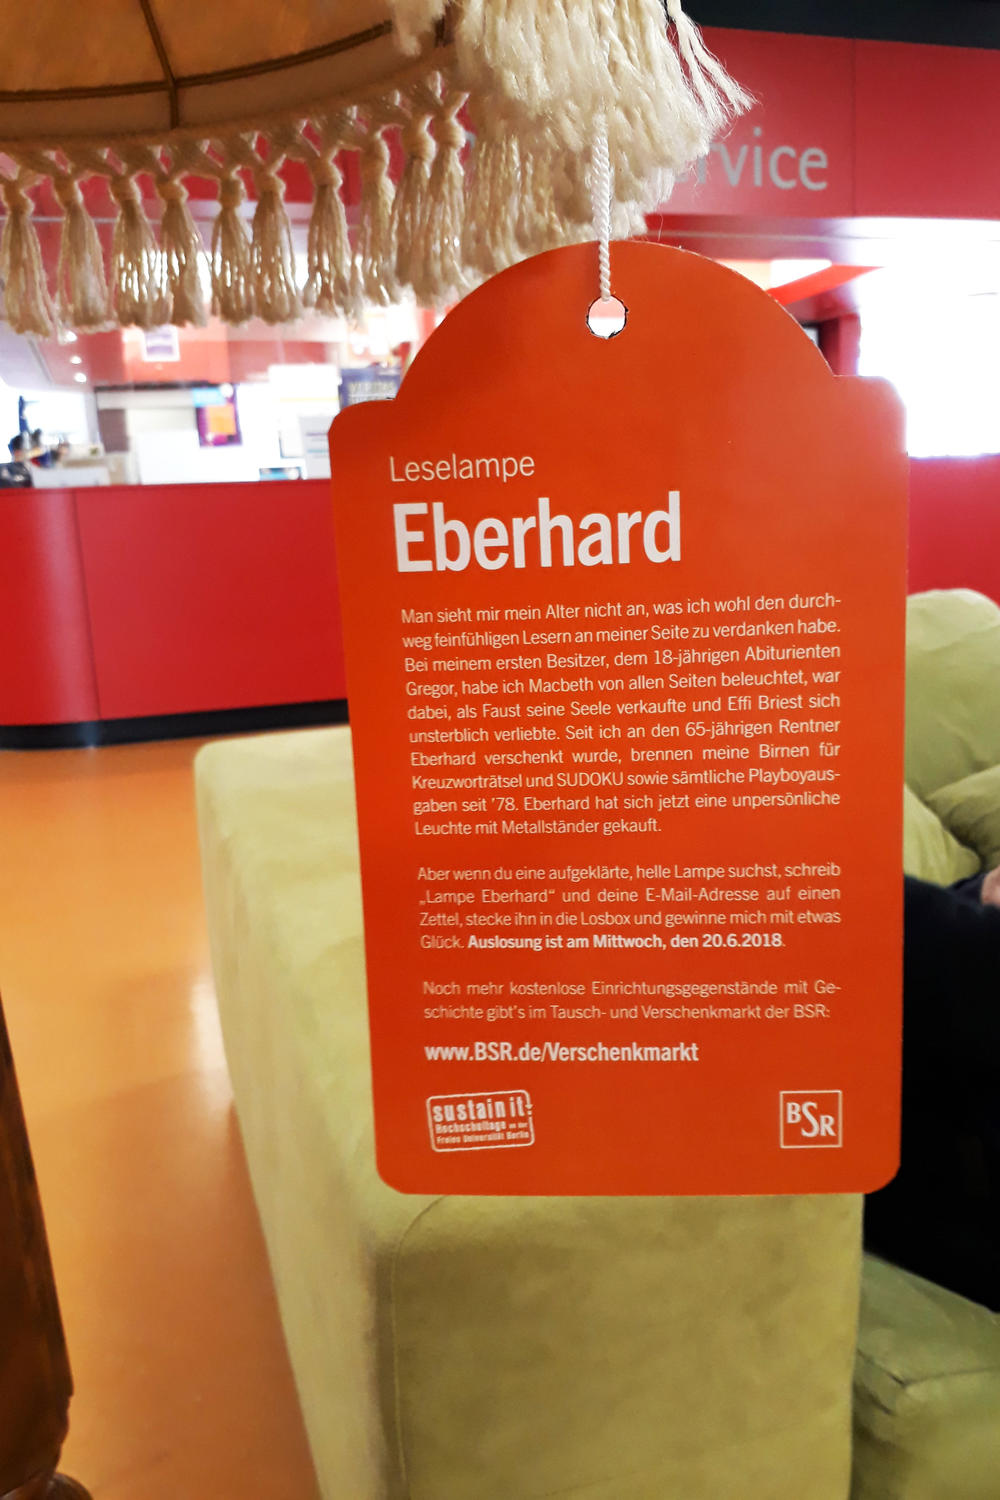 rvice
Leselampe
Eberhard
Man sieht mir mein Alter nicht an, was ich wohl den durch-
weg feinfühligen Lesern an meiner Seite zu verdanken habe.
Bei meinem ersten Besitzer, dem 18-jährigen Abiturienten
Gregor, habe ich Macbeth von allen Seiten beleuchtet, war
dabei, als Faust seine Seele verkaufte und Effi Briest sich
unsterblich verliebte. Seit ich an den 65-jährigen Rentner
Eberhard verschenkt wurde, brennen meine Birnen für
Kreuzworträtsel und SUDOKU sowie sämtliche Playboyaus-
gaben seit '78. Eberhard hat sich jetzt eine unpersönliche
Leuchte mit Metallständer gekauft.
Aber wenn du eine aufgeklärte, helle Lampe suchst, schreib
„Lampe Eberhard“ und deine E-Mail-Adresse auf einen
Zettel, stecke ihn in die Losbox und gewinne mich mit etwas
Glück. Auslosung ist am Mittwoch, den 20.6.2018.
Noch mehr kostenlose Einrichtungsgegenstände mit Ge-
schichte gibt's im Tausch- und Verschenkmarkt der BSR:
www.BSR.de/Verschenkmarkt
sustain it!
Hochschultage an der
Freien Universität Berlin
BSR